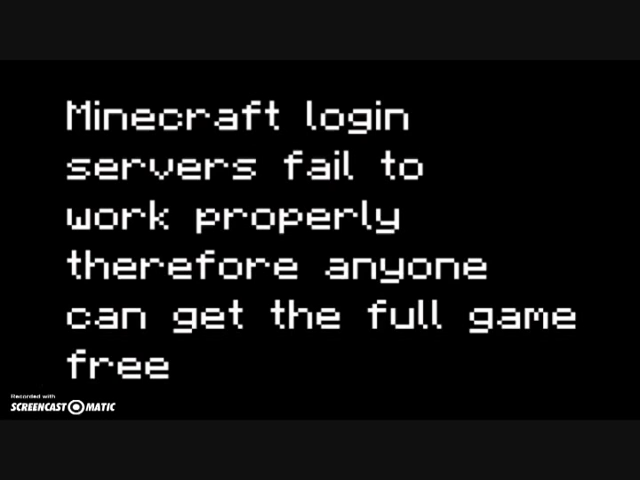 Minecraft login
servers fail to
work properly
therefore anyone
can get the full game
free
Recorded with
SCREENCAST MATIC